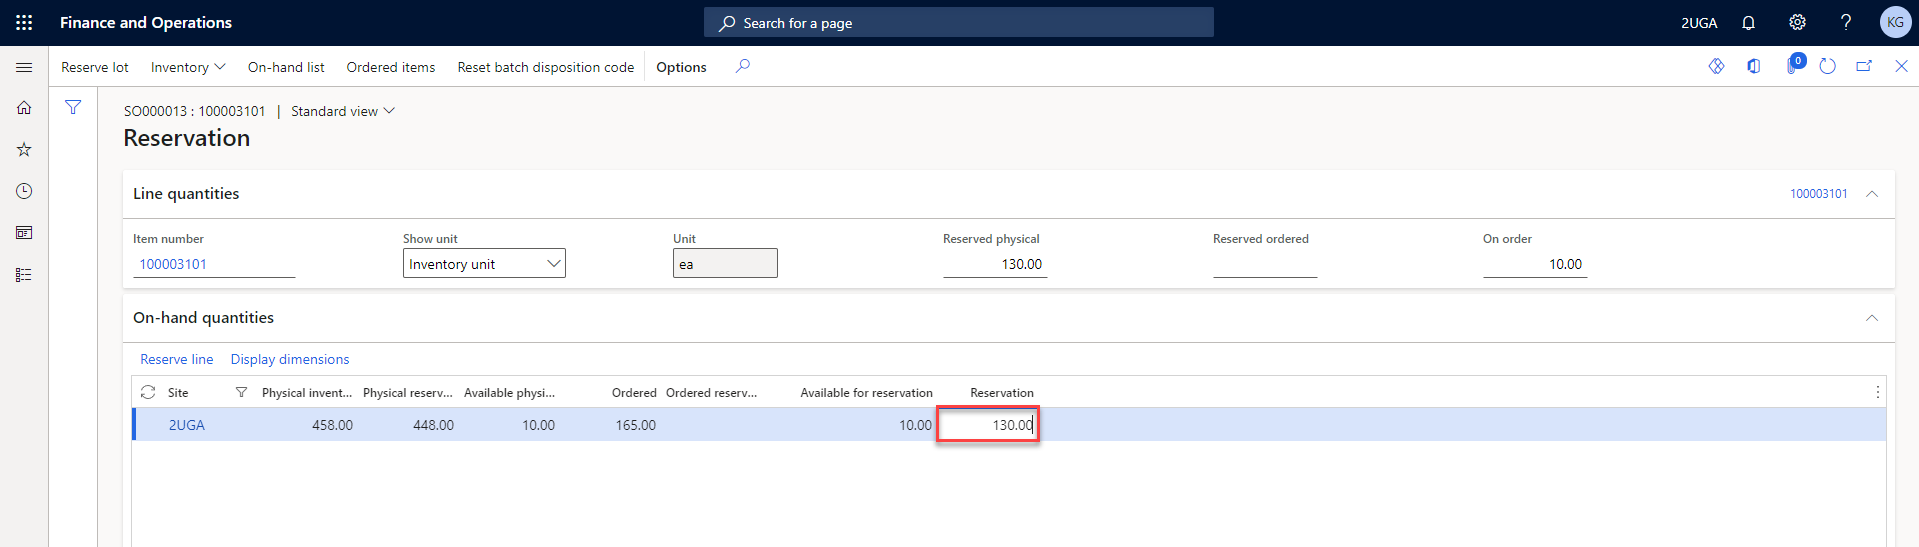 Finance and Operations
Search for a page
2UGA
KG
Reserve lot Inventory On-hand list Ordered items Reset batch disposition code Options
0
SO000013 : 100003101 | Standard view
Reservation
Line quantities
100003101
Item number Show unit Unit Reserved physical Reserved ordered On order
100003101 Inventory unit ea 130.00 10.00
On-hand quantities
Reserve line Display dimensions
Site Physical invent... Physical reserv... Available physi... Ordered Ordered reserv... Available for reservation Reservation
2UGA 458.00 448.00 10.00 165.00 10.00 130.00